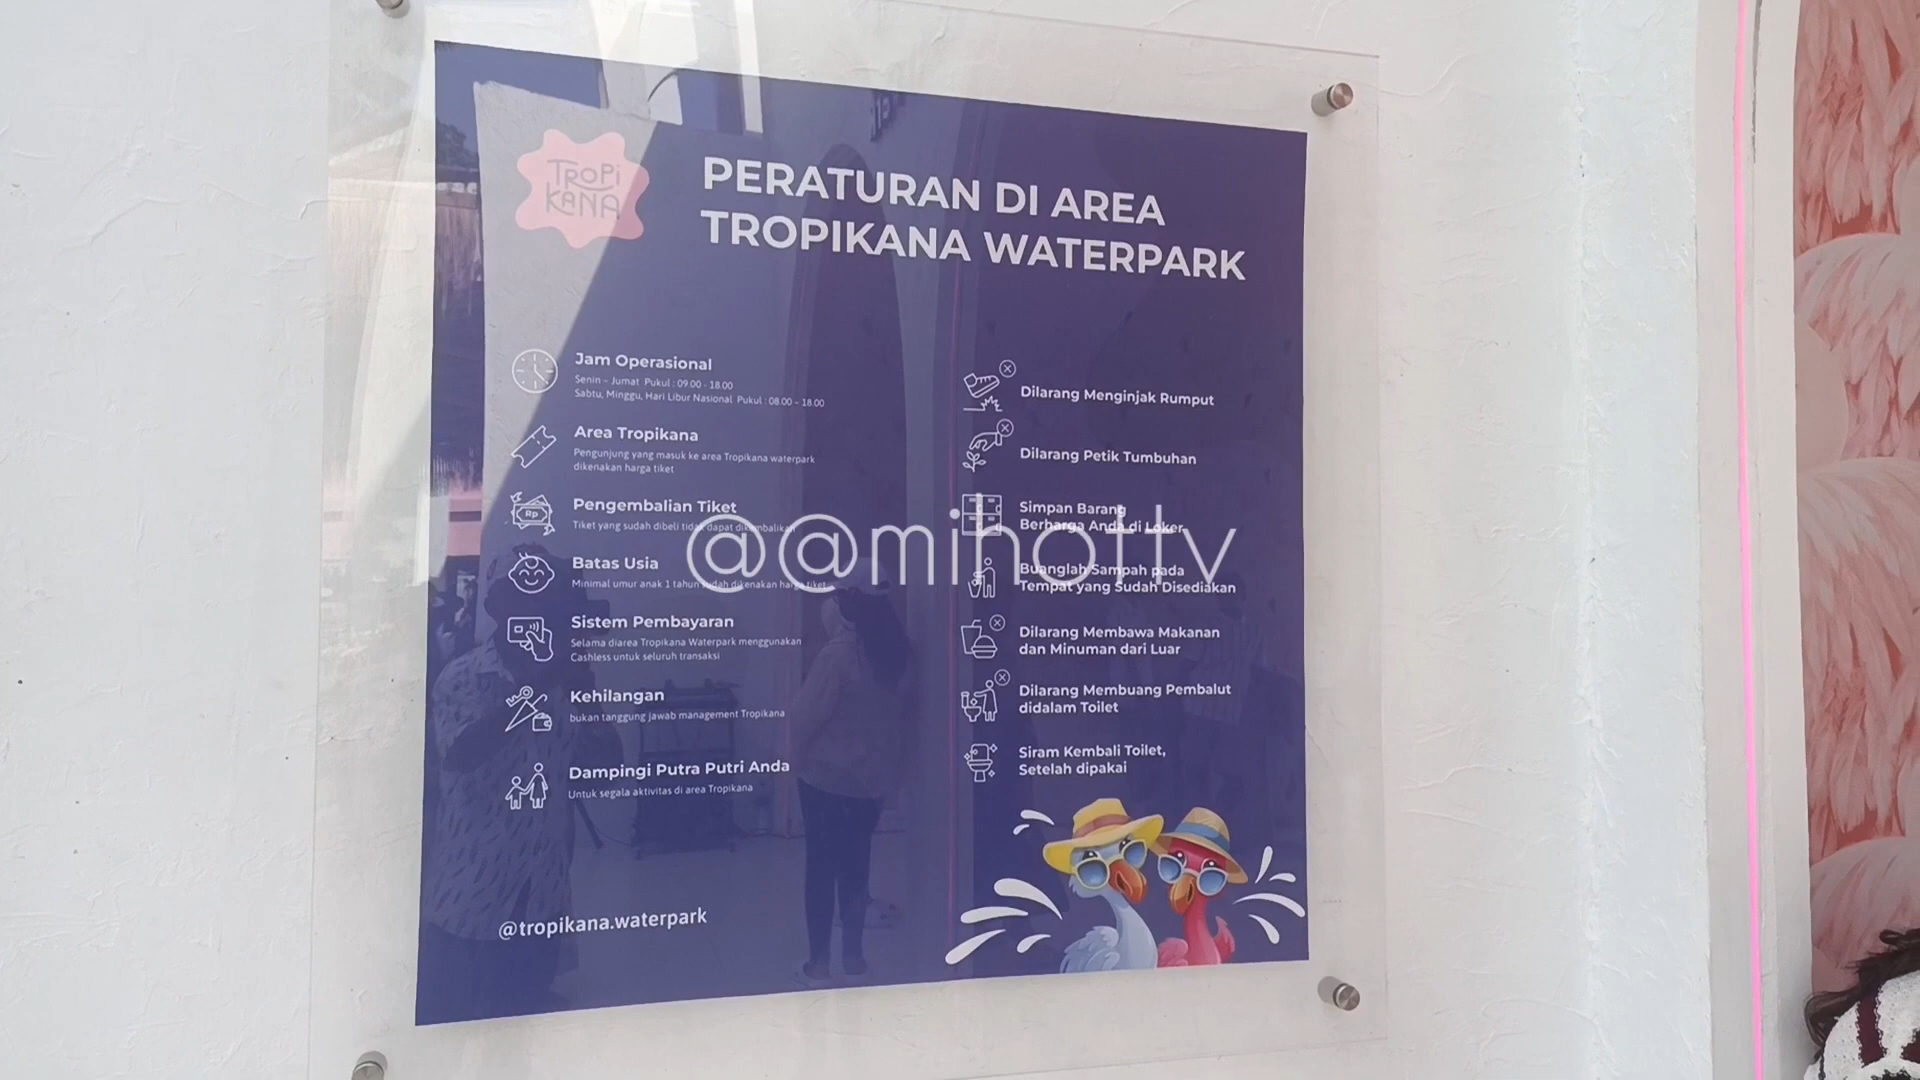 TROPI
KANA
PERATURAN DI AREA
TROPIKANA WATERPARK
Jam Operasional
Senin – Jumat Pukul : 09.00 - 18.00
Sabtu, Minggu, Hari Libur Nasional Pukul : 08.00 – 18.00
Area Tropikana
Pengunjung yang masuk ke area Tropikana waterpark
dikenakan harga tiket
Pengembalian Tiket
Rp
Tiket yang sudah dibeli tidak dapat dikembalikan
Batas Usia
Minimal umur anak 1 tahun sudah dikenakan harga tiket
Sistem Pembayaran
Selama diarea Tropikana Waterpark menggunakan
Cashless untuk seluruh transaksi
Kehilangan
bukan tanggung jawab management Tropikana
Dampingi Putra Putri Anda
Untuk segala aktivitas di area Tropikana
@tropikana.waterpark
Dilarang Menginjak Rumput
Dilarang Petik Tumbuhan
Simpan Barang
Berharga Anda di Loker
Buanglah Sampah pada
Tempat yang Sudah Disediakan
Dilarang Membawa Makanan
dan Minuman dari Luar
Dilarang Membuang Pembalut
didalam Toilet
Siram Kembali Toilet,
Setelah dipakai